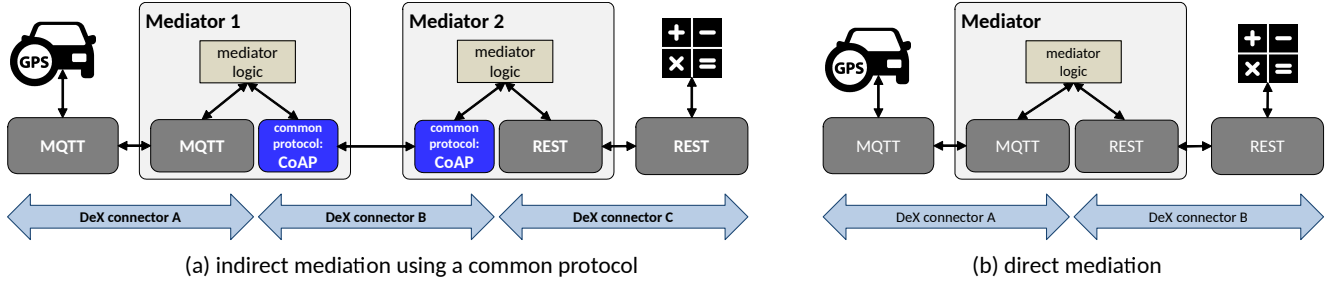 Mediator 1
mediator
logic
GPS
MQTT
MQTT
common
protocol:
CoAP
Mediator 2
mediator
logic
common
protocol:
CoAP
REST
REST
+ −
× =
DeX connector A
DeX connector B
DeX connector C
(a) indirect mediation using a common protocol
Mediator
mediator
logic
GPS
MQTT
MQTT
REST
REST
+ −
× =
DeX connector A
DeX connector B
(b) direct mediation